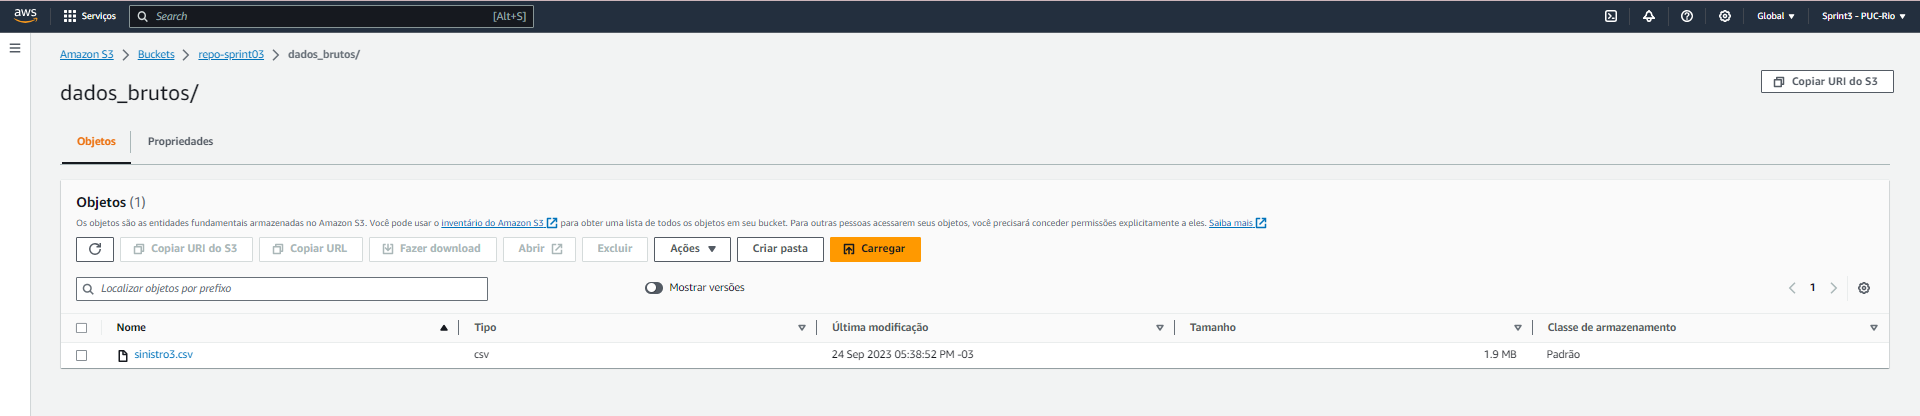 aws Serviços Search [Alt+S] Global Sprint3 - PUC-Rio
Amazon S3 Buckets repo-sprint03 dados_brutos/
dados_brutos/
Copiar URI do S3
Objetos Propriedades
Objetos (1)
Os objetos são as entidades fundamentais armazenadas no Amazon S3. Você pode usar o inventário do Amazon S3 para obter uma lista de todos os objetos em seu bucket. Para outras pessoas acessarem seus objetos, você precisará conceder permissões explicitamente a eles. Saiba mais
Copiar URI do S3 Copiar URL Fazer download Abrir Excluir Ações Criar pasta Carregar
Localizar objetos por prefixo Mostrar versões 1
Nome Tipo Última modificação Tamanho Classe de armazenamento
sinistro3.csv csv 24 Sep 2023 05:38:52 PM -03 1.9 MB Padrão